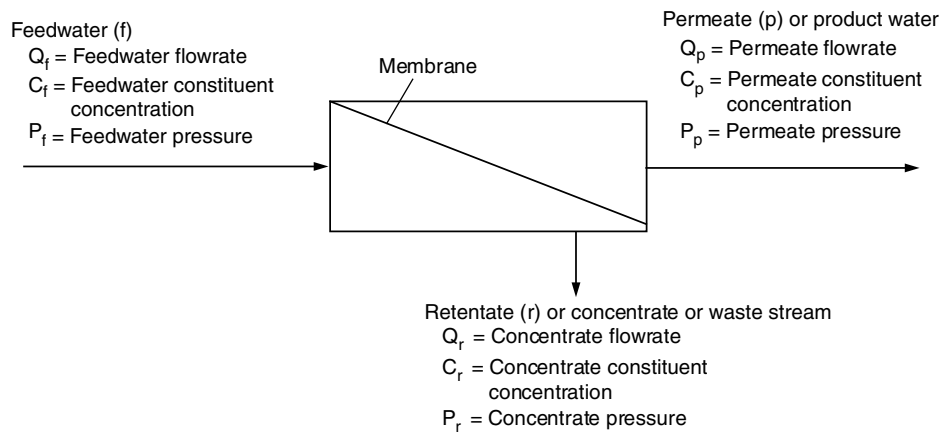 Feedwater (f)
Q_f = Feedwater flowrate
C_f = Feedwater constituent
concentration
P_f = Feedwater pressure
Membrane
Permeate (p) or product water
Q_p = Permeate flowrate
C_p = Permeate constituent
concentration
P_p = Permeate pressure
Retentate (r) or concentrate or waste stream
Q_r = Concentrate flowrate
C_r = Concentrate constituent
concentration
P_r = Concentrate pressure